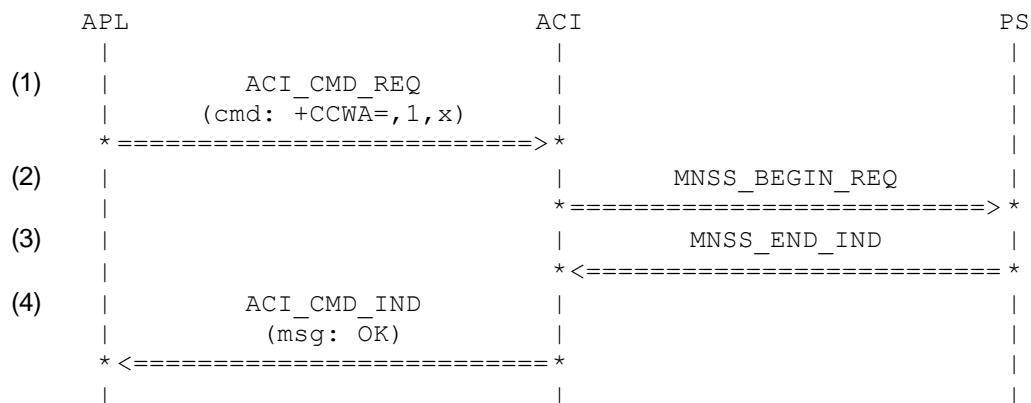 APL ACI PS
| | |
(1) | ACI_CMD_REQ | |
| (cmd: +CCWA=,1,x) | |
* ==========================> * |
(2) | | MNSS_BEGIN_REQ |
| * ==========================> *
(3) | | MNSS_END_IND |
| * <========================== *
(4) | ACI_CMD_IND | |
| (msg: OK) | |
* <========================== * |
| | |